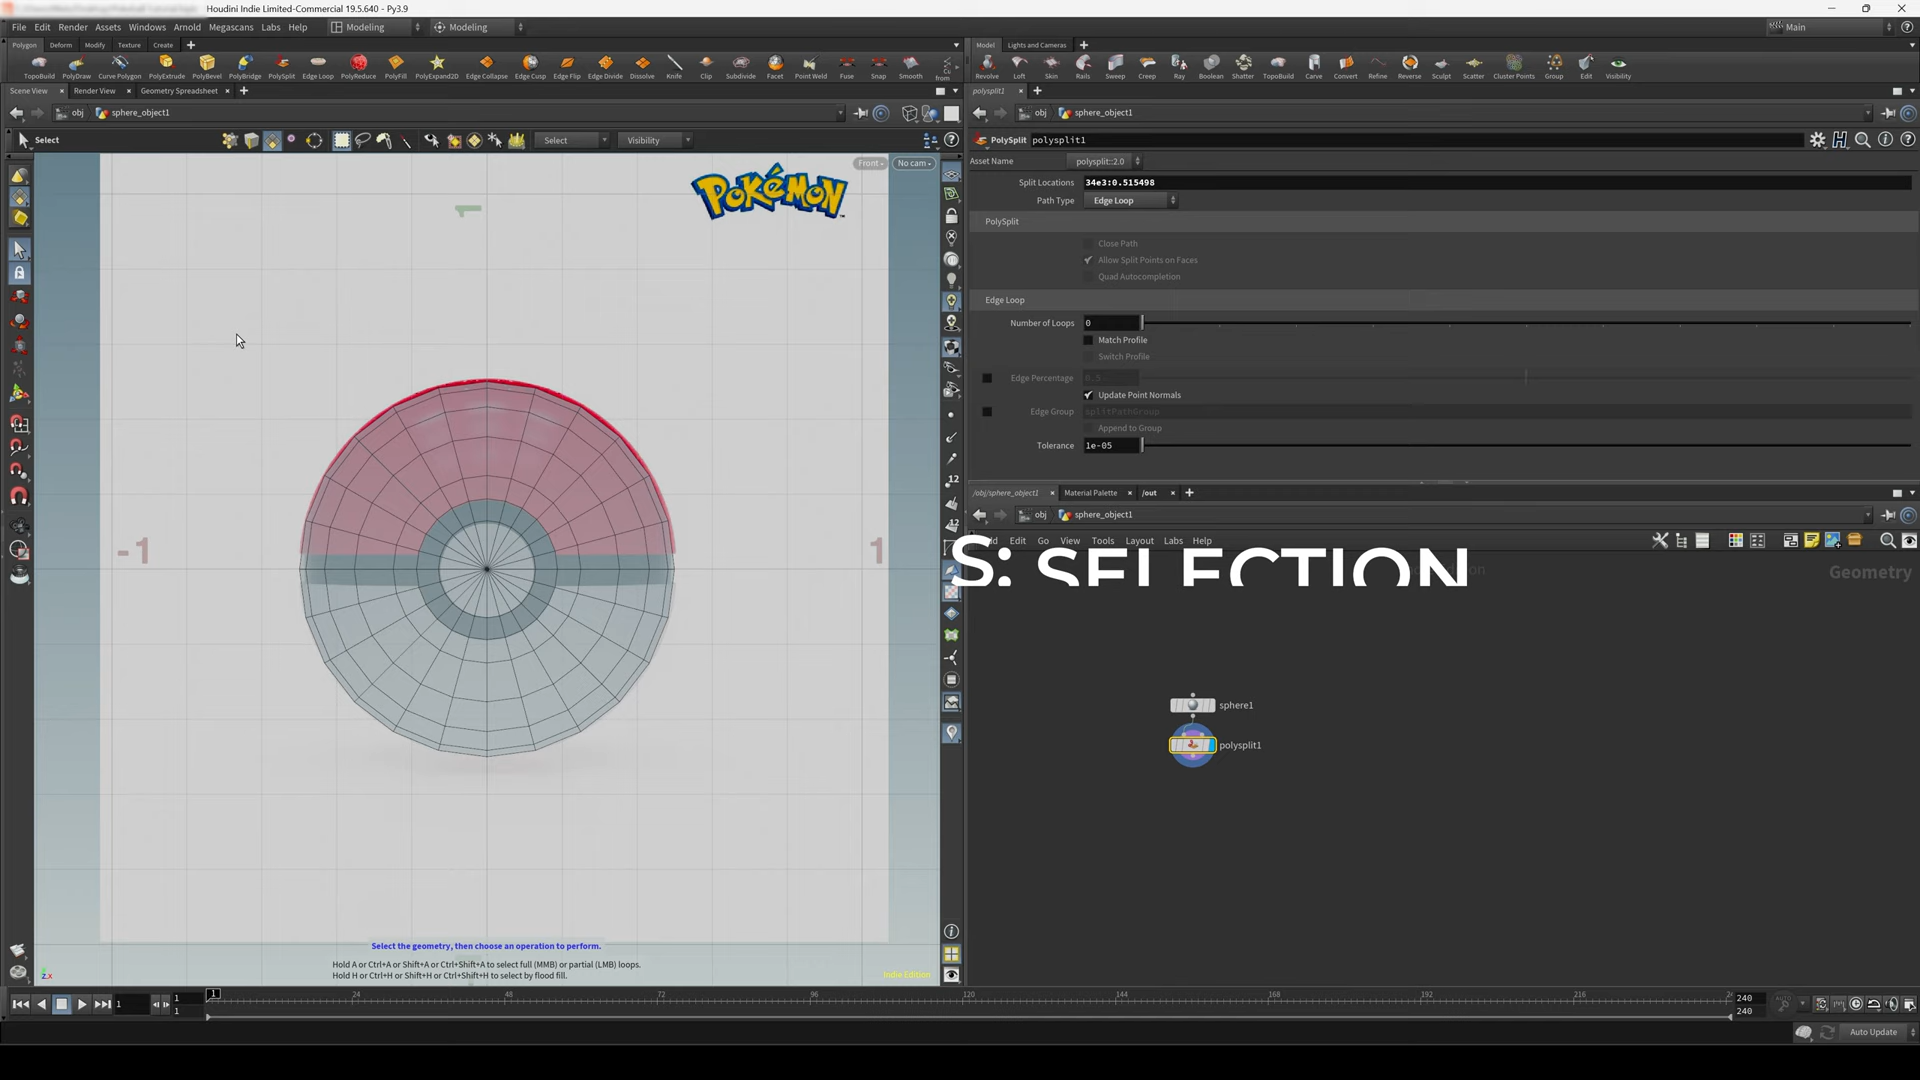 Houdini Indie Limited-Commercial 19.5.640 - Py3.9
File Edit Render Assets Windows Arnold Megascans Labs Help Modeling Modeling Main
Polygon Deform Modify Texture Create
Model Lights and Cameras
TopoBuild PolyDraw Curve Polygon PolyExtrude PolyBevel PolyBridge PolySplit Edge Loop PolyReduce PolyFill PolyExpand2D Edge Collapse Edge Cusp Edge Flip Edge Divide Dissolve Knife Clip Subdivide Facet Point Weld Fuse Snap Smooth
Revolve Loft Skin Rails Sweep Creep Ray Boolean Shatter TopoBuild Carve Convert Refine Reverse Sculpt Scatter Cluster Points Group Edit Visibility
Scene View Render View Geometry Spreadsheet
polysplit1
obj sphere_object1
obj sphere_object1
Select Select Visibility
PolySplit polysplit1
Front No cam
Asset Name polysplit::2.0
Split Locations 34e3:0.515498
Path Type Edge Loop
PolySplit
Close Path
Allow Split Points on Faces
Quad Autocompletion
Edge Loop
Number of Loops 0
Match Profile
Switch Profile
Edge Percentage 0.5
Update Point Normals
Edge Group splitPathGroup
Append to Group
Tolerance 1e-05
POKéMON
TM
1
-1
1
/obj/sphere_object1 Material Palette /out
obj sphere_object1
Edit Go View Tools Layout Labs Help
S: SELECTION
Geometry
sphere1
polysplit1
12
12
Select the geometry, then choose an operation to perform.
Hold A or Ctrl+A or Shift+A or Ctrl+Shift+A to select full (MMB) or partial (LMB) loops.
Hold H or Ctrl+H or Shift+H or Ctrl+Shift+H to select by flood fill.
Indie Edition
z x
1 1 1 24 48 72 96 120 144 168 192 216 240
1 240
Auto Update